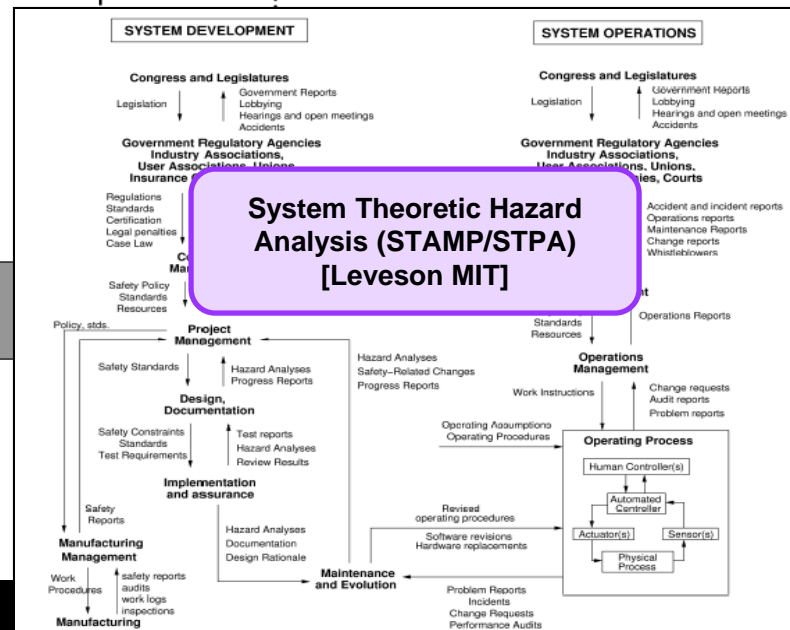 SYSTEM DEVELOPMENT
Congress and Legislatures
Legislation
Government Reports
Lobbying
Hearings and open meetings
Accidents
Government Regulatory Agencies
Industry Associations,
User Associations, Unions,
Insurance
Regulations
Standards
Certification
Legal penalties
Case Law
Safety Policy
Standards
Resources
Policy, stds.
Project
Management
Safety Standards
Hazard Analyses
Progress Reports
Design,
Documentation
Safety Constraints
Standards
Test Requirements
Test reports
Hazard Analyses
Review Results
Implementation
and assurance
Safety
Reports
Manufacturing
Management
Work
Procedures
safety reports
audits
work logs
inspections
Manufacturing
Hazard Analyses
Documentation
Design Rationale
Hazard Analyses
Safety-Related Changes
Progress Reports
Maintenance
and Evolution
System Theoretic Hazard
Analysis (STAMP/STPA)
[Leveson MIT]
SYSTEM OPERATIONS
Congress and Legislatures
Legislation
Government Reports
Lobbying
Hearings and open meetings
Accidents
Government Regulatory Agencies
Industry Associations,
User Associations, Unions,
Courts
Accident and incident reports
Operations reports
Maintenance Reports
Change reports
Whistleblowers
Standards
Resources
Operations Reports
Operations
Management
Work Instructions
Change requests
Audit reports
Problem reports
Operating Assumptions
Operating Procedures
Operating Process
Human Controller(s)
Automated
Controller
Actuator(s)
Sensor(s)
Physical
Process
Revised
operating procedures
Software revisions
Hardware replacements
Problem Reports
Incidents
Change Requests
Performance Audits